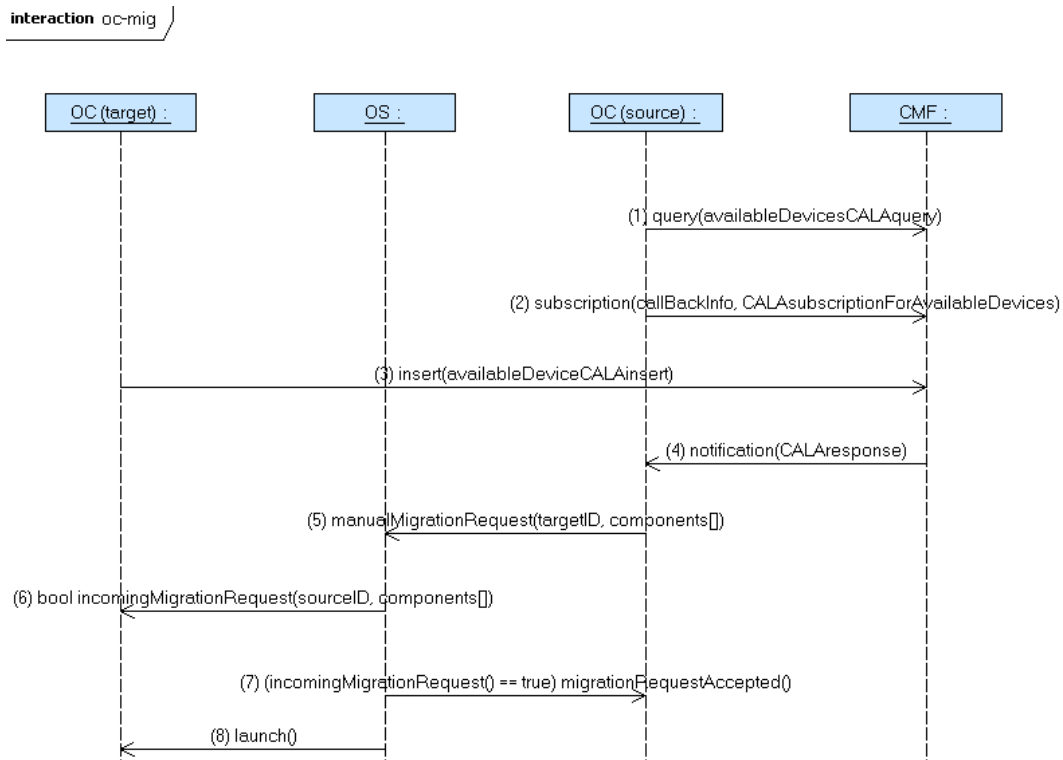 interaction oc-mig
OC (target) :
OS :
OC (source) :
CMF :
(1) query(availableDevicesCALAquery)
(2) subscription(callBackInfo, CALAsubscriptionForAvailableDevices)
(3) insert(availableDeviceCALAinsert)
(4) notification(CALAresponse)
(5) manualMigrationRequest(targetID, components[])
(6) bool incomingMigrationRequest(sourceID, components[])
(7) (incomingMigrationRequest() == true) migrationRequestAccepted()
(8) launch()